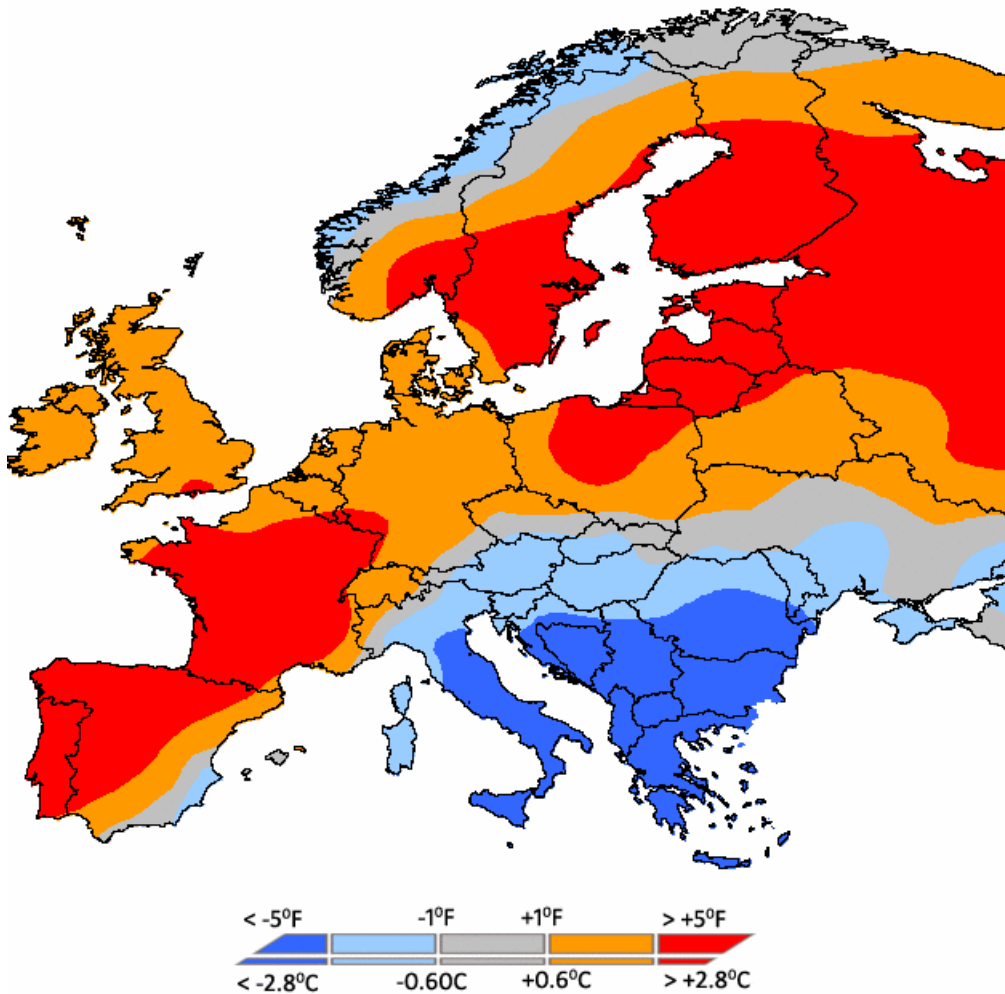 < -5⁰F -1⁰F +1⁰F > +5⁰F
< -2.8⁰C -0.60C +0.6⁰C > +2.8⁰C